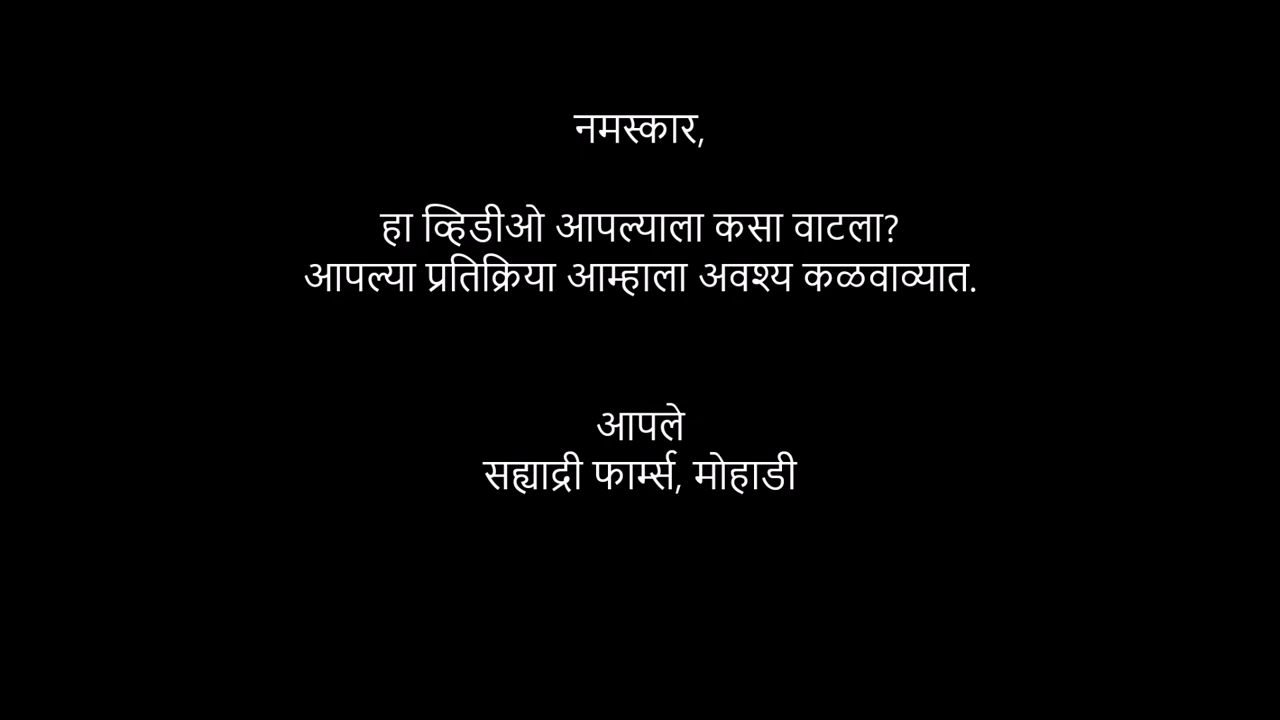 नमस्कार,
हा व्हिडीओ आपल्याला कसा वाटला?
आपल्या प्रतिक्रिया आम्हाला अवश्य कळवाव्यात.
आपले
सह्याद्री फार्म्स, मोहाडी